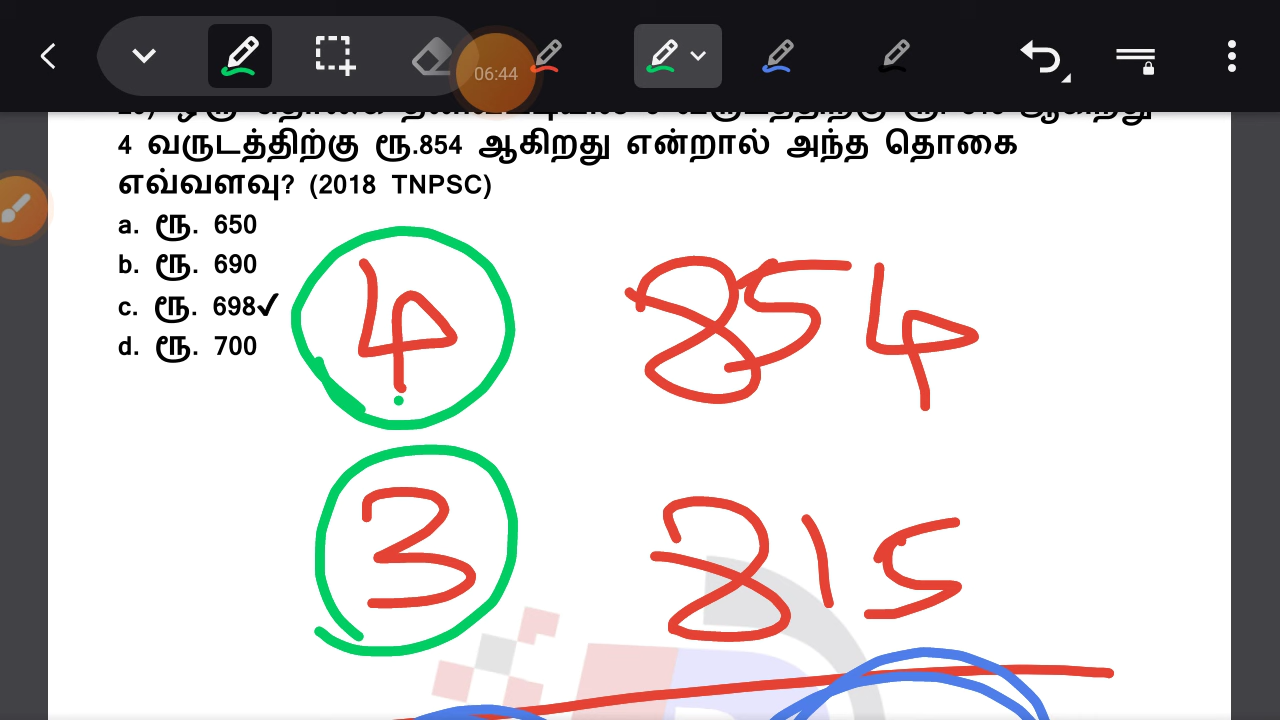 06:44
4 வருடத்திற்கு ரூ.854 ஆகிறது என்றால் அந்த தொகை
எவ்வளவு? (2018 TNPSC)
a. ரூ. 650
b. ரூ. 690
c. ரூ. 698✓
d. ரூ. 700
4 854
3 815